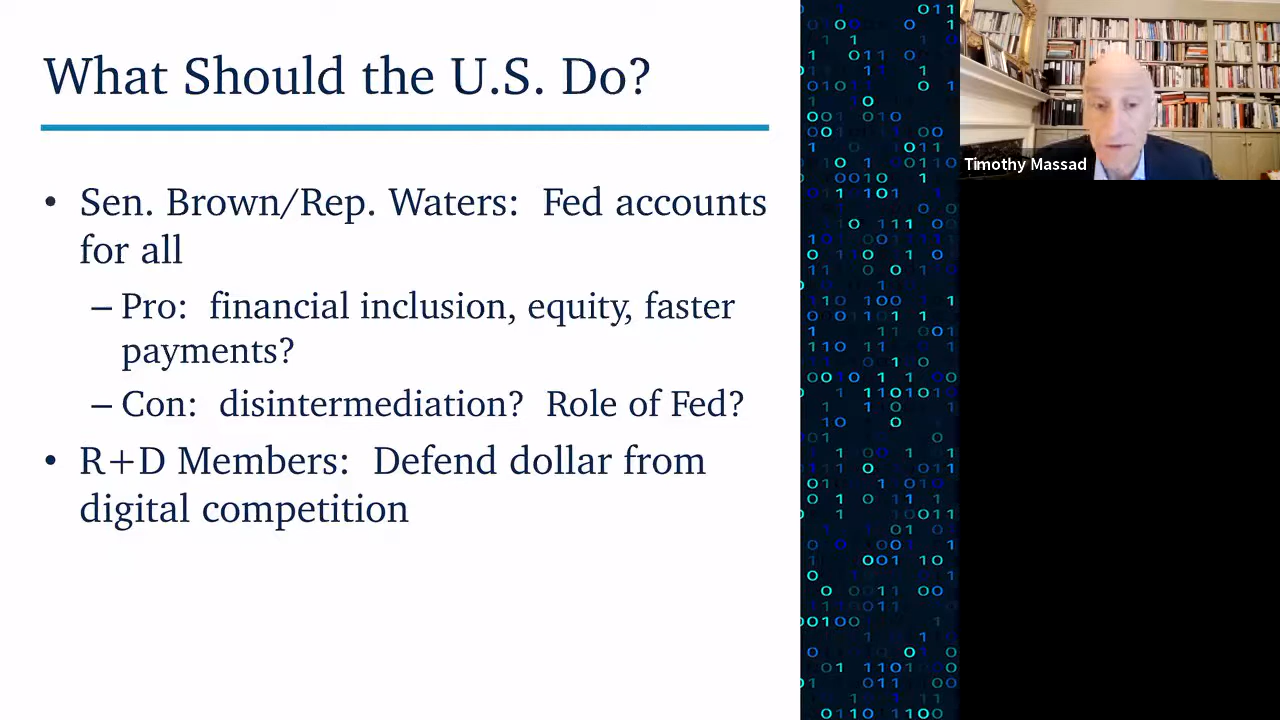 What Should the U.S. Do?
• Sen. Brown/Rep. Waters: Fed accounts
for all
– Pro: financial inclusion, equity, faster
payments?
– Con: disintermediation? Role of Fed?
• R+D Members: Defend dollar from
digital competition
Timothy Massad